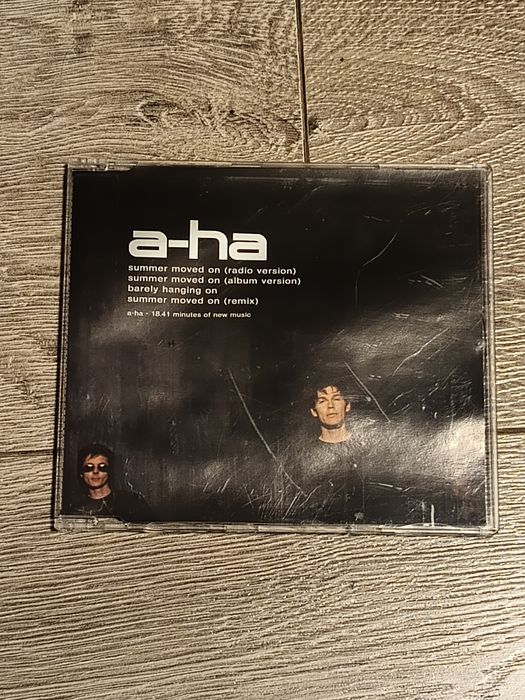 a-ha
summer moved on (radio version)
summer moved on (album version)
barely hanging on
summer moved on (remix)
a-ha - 18.41 minutes of new music